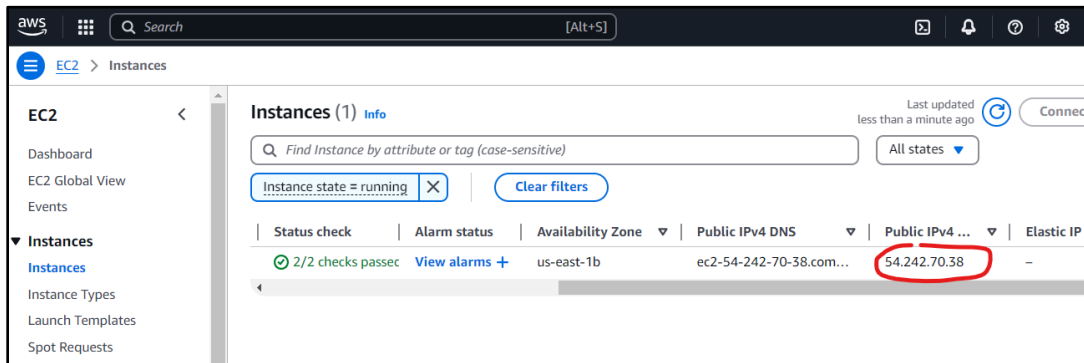 aws Search [Alt+S]
EC2 > Instances
EC2
Dashboard
EC2 Global View
Events
Instances
Instances
Instance Types
Launch Templates
Spot Requests
Instances (1) Info
Last updated
less than a minute ago
Connec
Find Instance by attribute or tag (case-sensitive)
All states
Instance state = running
Clear filters
Status check Alarm status Availability Zone Public IPv4 DNS Public IPv4 ... Elastic IP
2/2 checks passec View alarms + us-east-1b ec2-54-242-70-38.com... 54.242.70.38 –